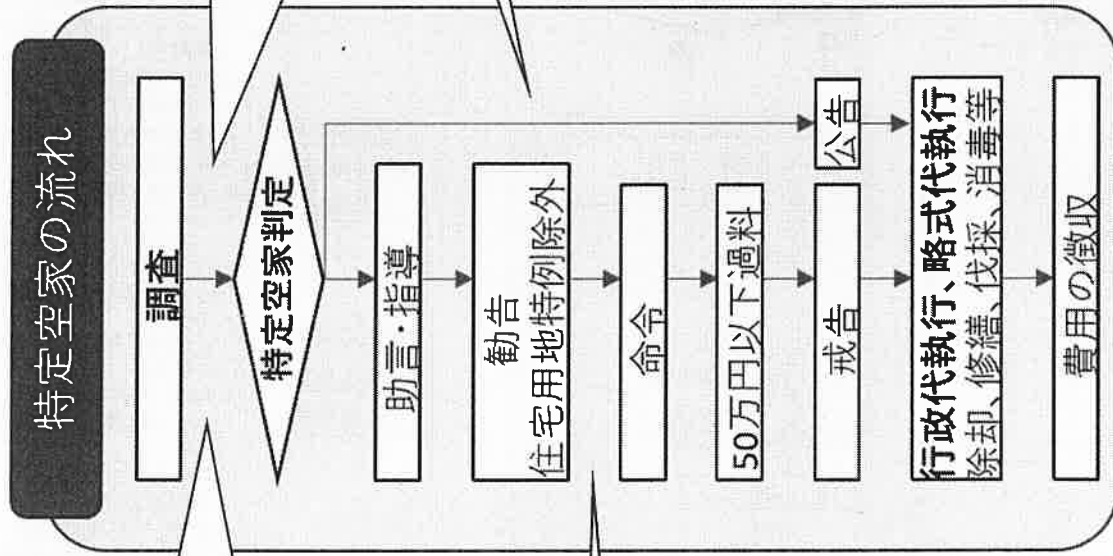 特定空家の流れ
調査
特定空家判定
助言・指導
勧告
住宅用地特例除外
命令
50万円以下過料
戒告
公告
行政代執行、略式代執行
除却、修繕、伐採、消毒等
費用の徴収